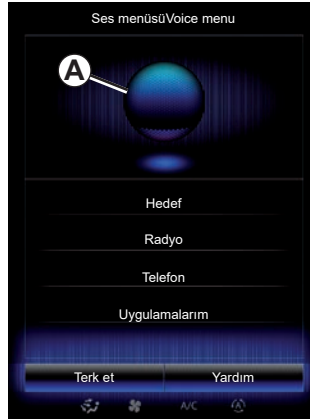 Ses menüsüVoice menu
A
Hedef
Radyo
Telefon
Uygulamalarım
Terk et
Yardım
A/C
A